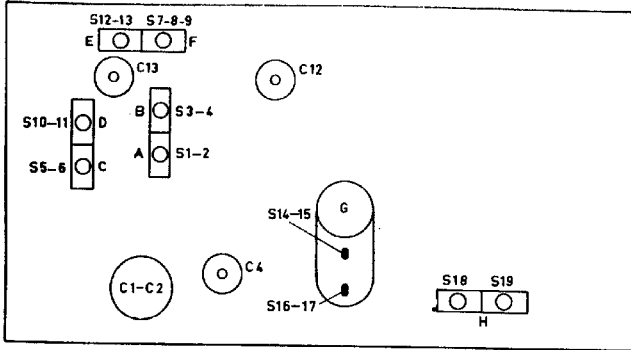 S12-13 S7-8-9
E F
C13
C12
B S3-4
S10-11 D
A S1-2
S5-6 C
G
S14-15
C4
C1-C2
S16-17
S18 S19
H